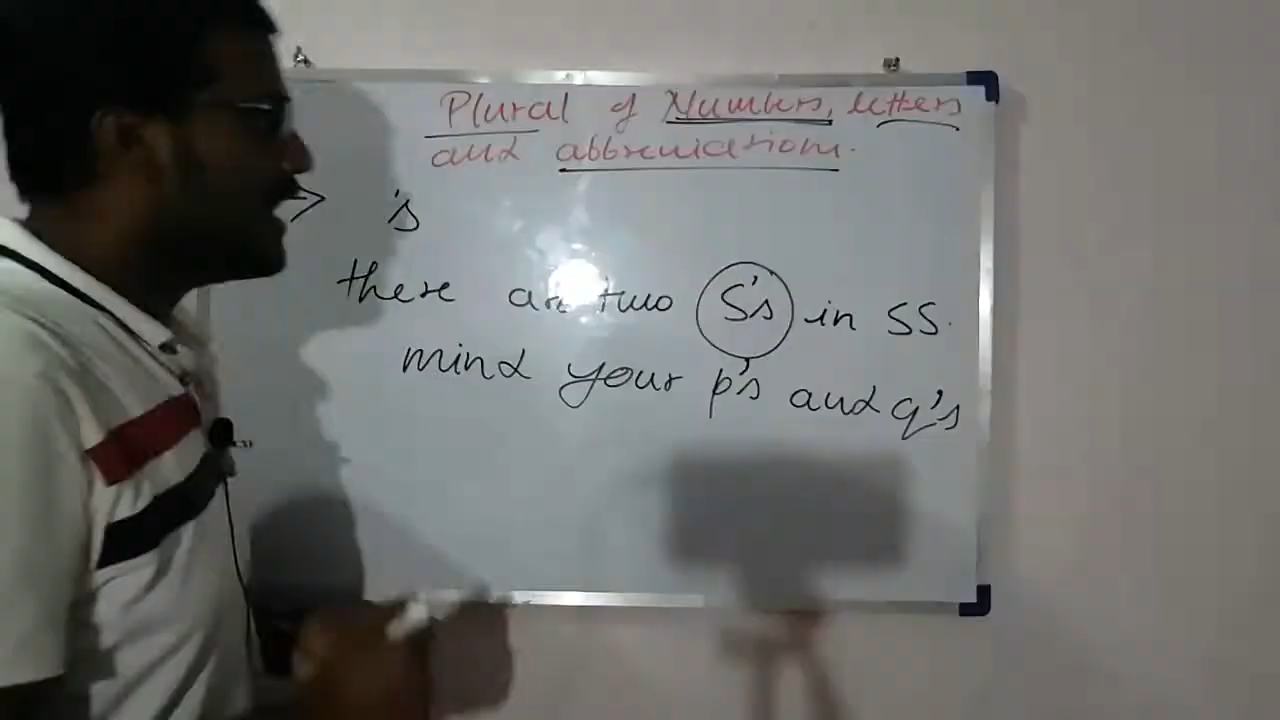 Plural of Numbers, letters
and abbreviations.
> 's
there are two S's in SS.
mind your p's and q's